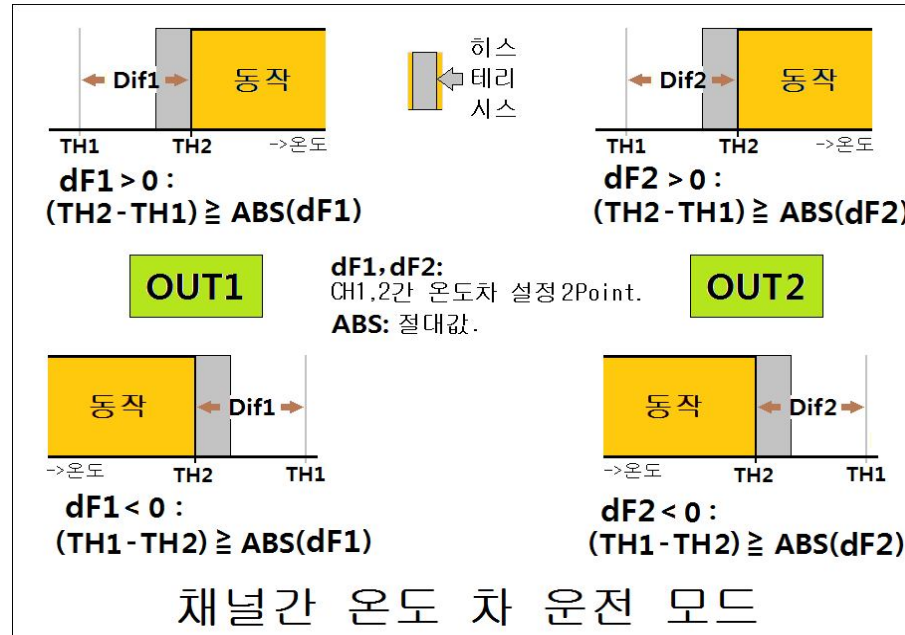 Dif1
동작
TH1
TH2
->온도
dF1 > 0 :
(TH2-TH1) ≧ ABS(dF1)
히스
테리
시스
Dif2
동작
TH1
TH2
->온도
dF2 > 0 :
(TH2-TH1) ≧ ABS(dF2)
OUT1
dF1,dF2:
CH1,2간 온도차 설정2Point.
ABS: 절대값.
OUT2
동작
Dif1
->온도
TH2
TH1
dF1 < 0 :
(TH1-TH2) ≧ ABS(dF1)
동작
Dif2
->온도
TH2
TH1
dF2 < 0 :
(TH1-TH2) ≧ ABS(dF2)
채널간 온도 차 운전 모드